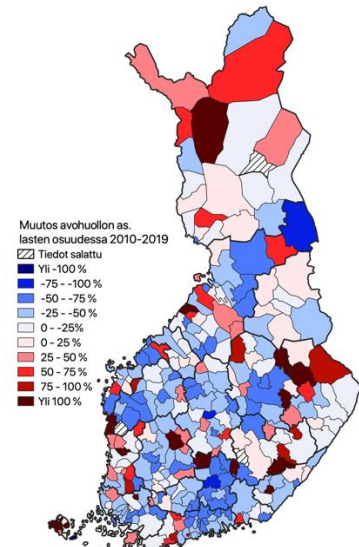 Muutos avohuollon as.
lasten osuudessa 2010-2019
Tiedot salattu
Yli -100 %
-75 - -100 %
-50 - -75 %
-25 - -50 %
0 - -25%
0 - 25 %
25 - 50 %
50 - 75 %
75 - 100 %
Yli 100 %